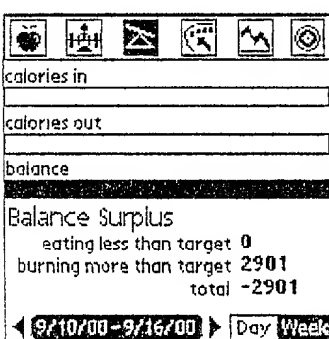 calories in
calories out
balance
Balance Surplus
eating less than target 0
burning more than target 2901
total -2901
9/10/00-9/16/00 Day Week